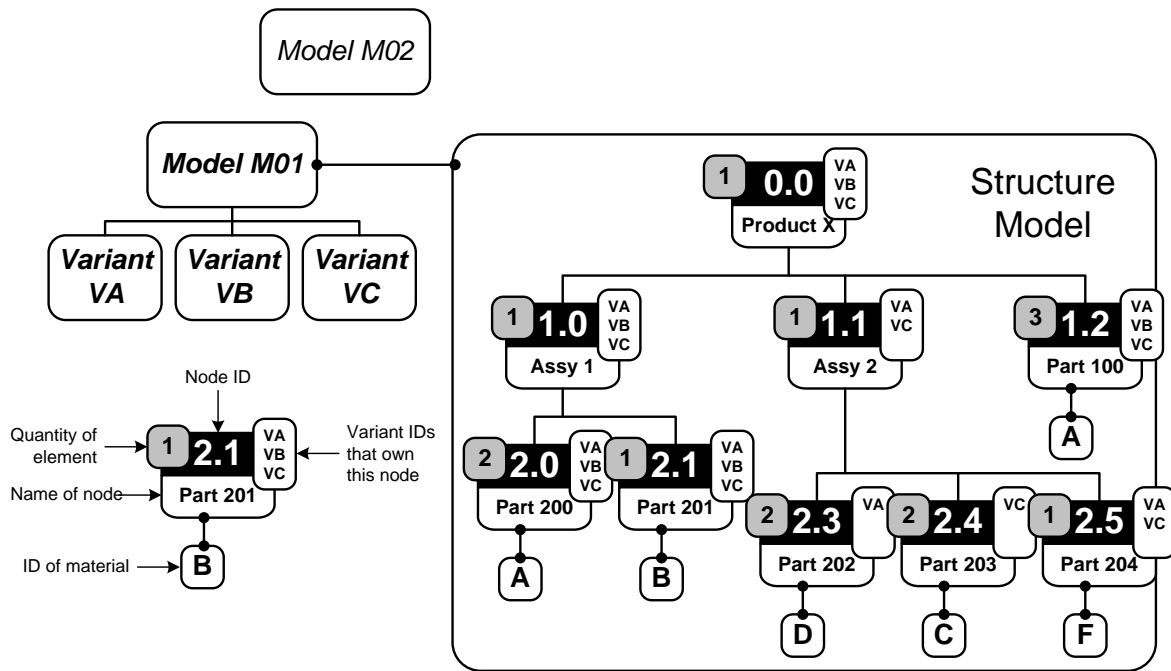 Model M02
Model M01
Variant
VA
Variant
VB
Variant
VC
Structure
Model
1
0.0
VA
VB
VC
Product X
1
1.0
VA
VB
VC
Assy 1
1
1.1
VA
VC
Assy 2
3
1.2
VA
VB
VC
Part 100
A
2
2.0
VA
VB
VC
Part 200
A
1
2.1
VA
VB
VC
Part 201
B
2
2.3
VA
Part 202
D
2
2.4
VC
Part 203
C
1
2.5
VA
VC
Part 204
F
Node ID
Quantity of
element
1
2.1
VA
VB
VC
Variant IDs
that own
this node
Name of node
Part 201
ID of material
B